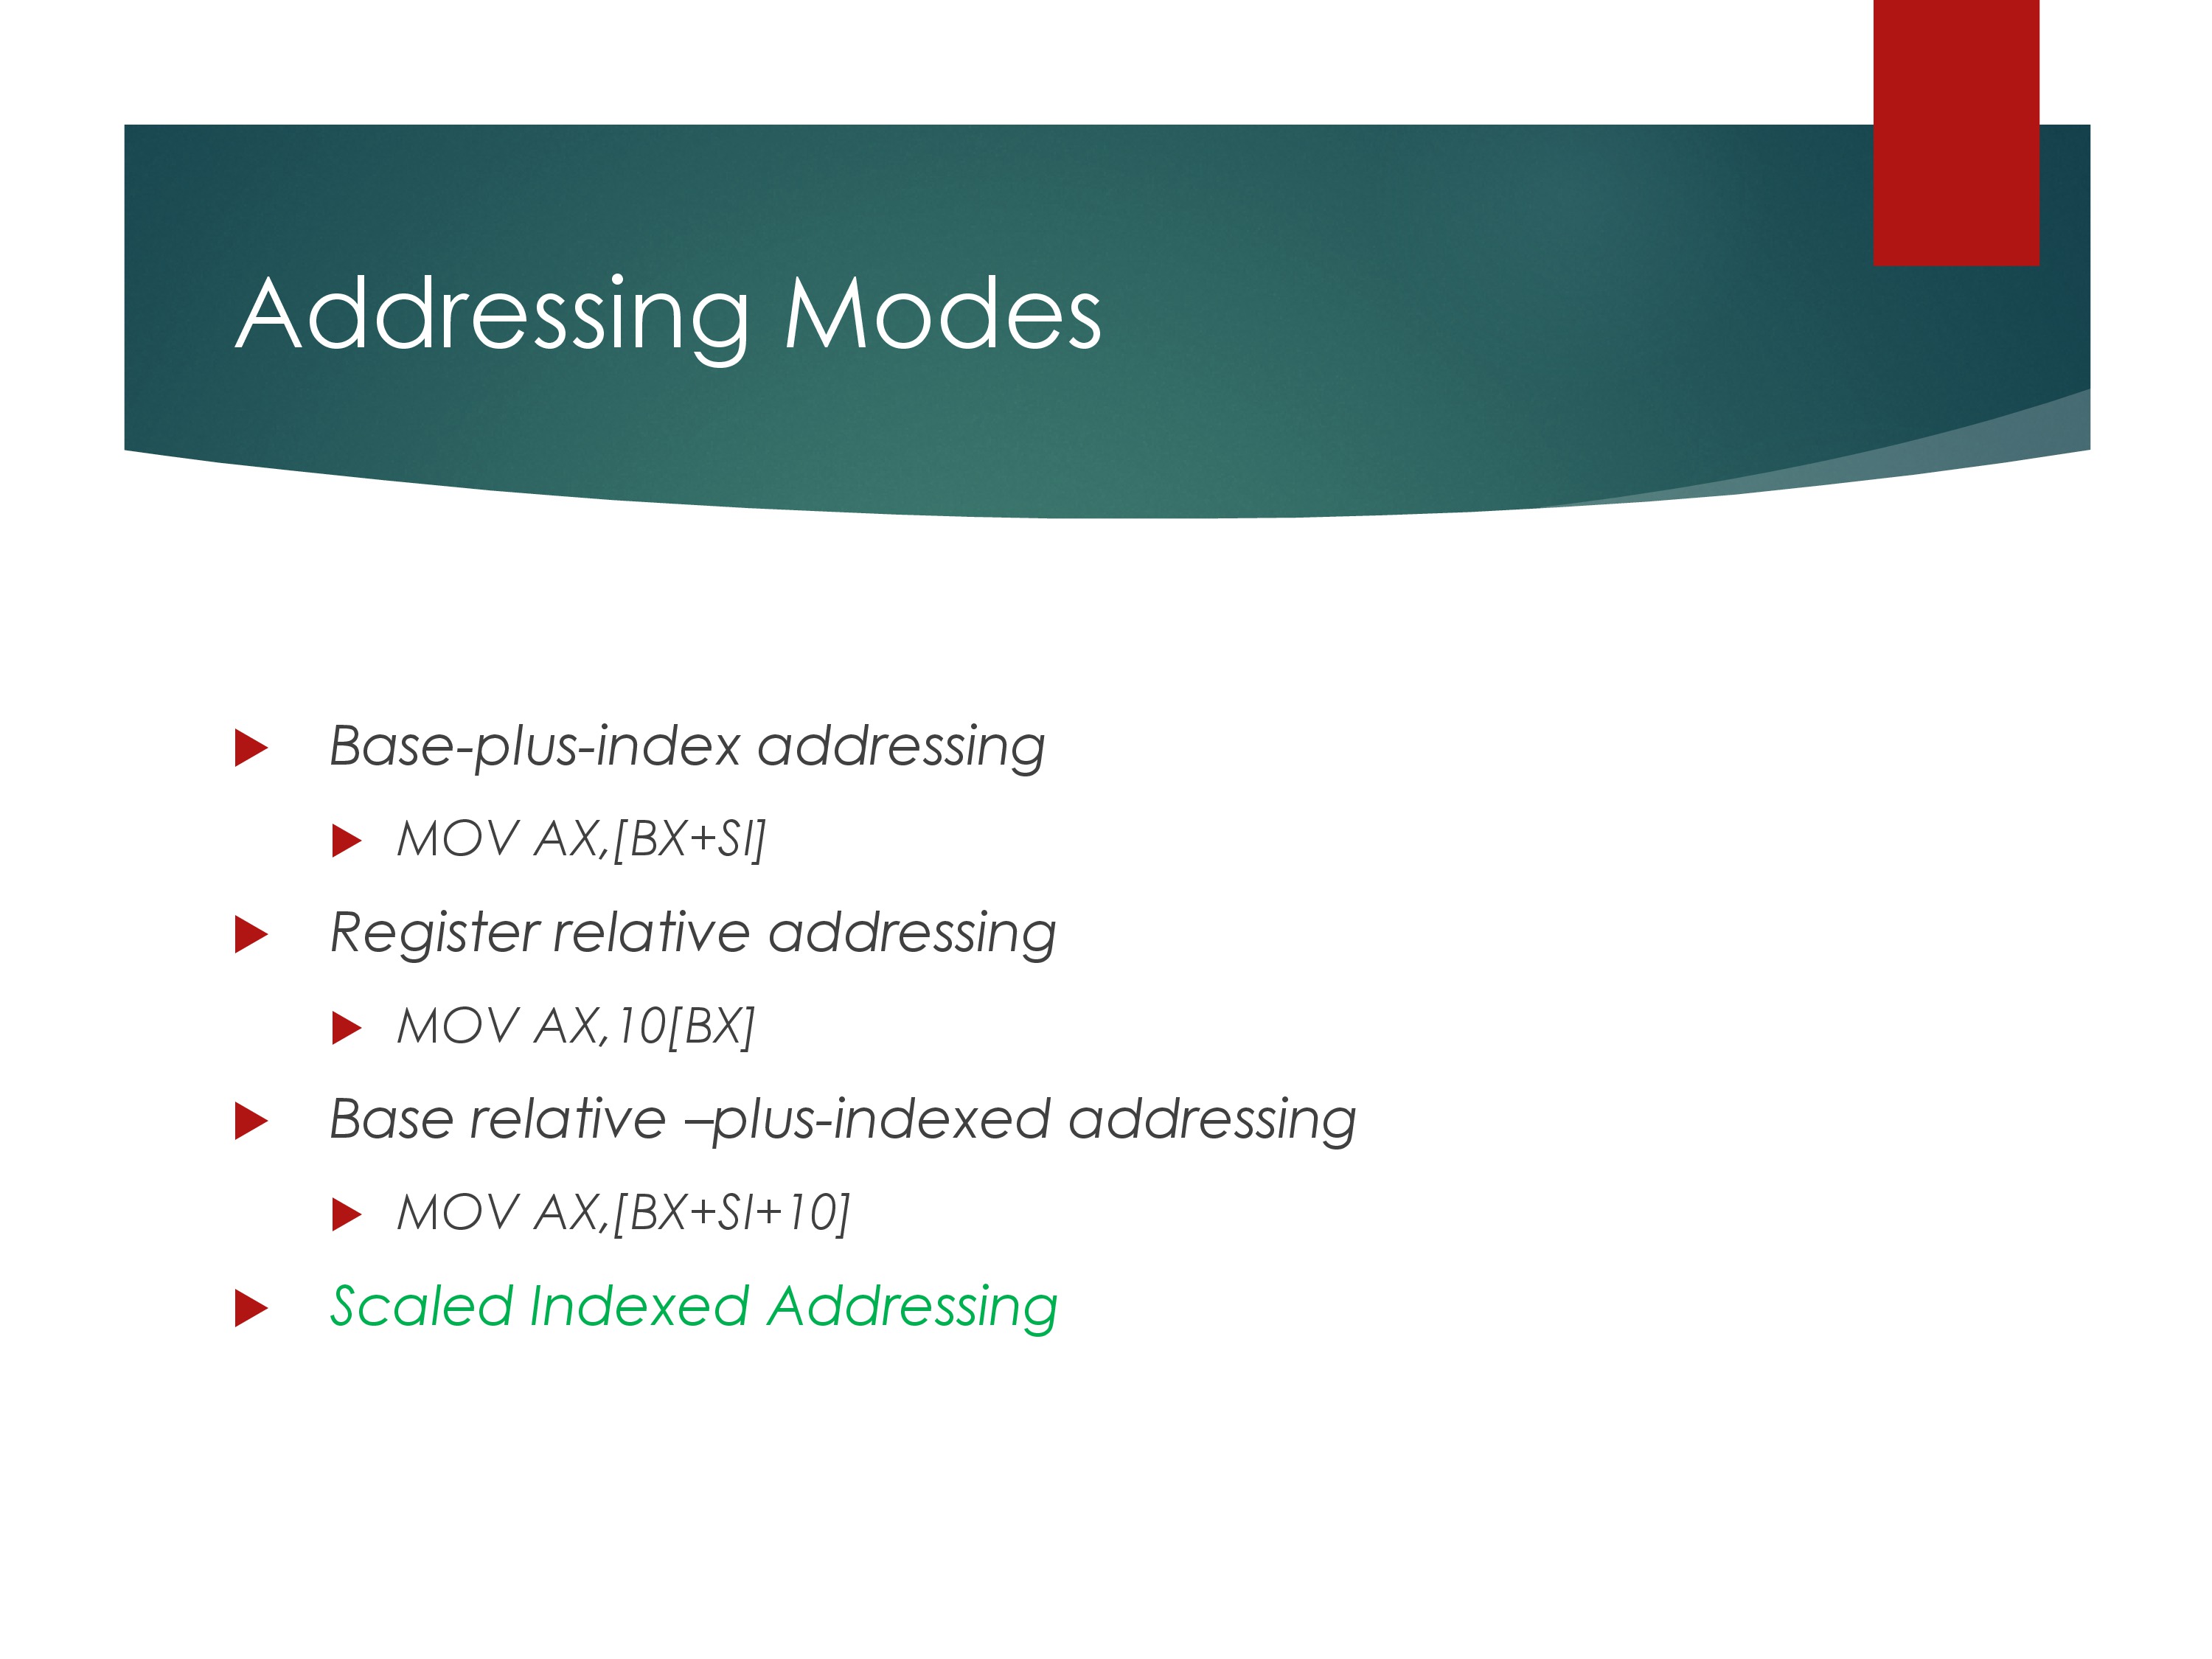 Addressing Modes
Base-plus-index addressing
MOV AX,[BX+SI]
Register relative addressing
MOV AX,10[BX]
Base relative –plus-indexed addressing
MOV AX,[BX+SI+10]
Scaled Indexed Addressing